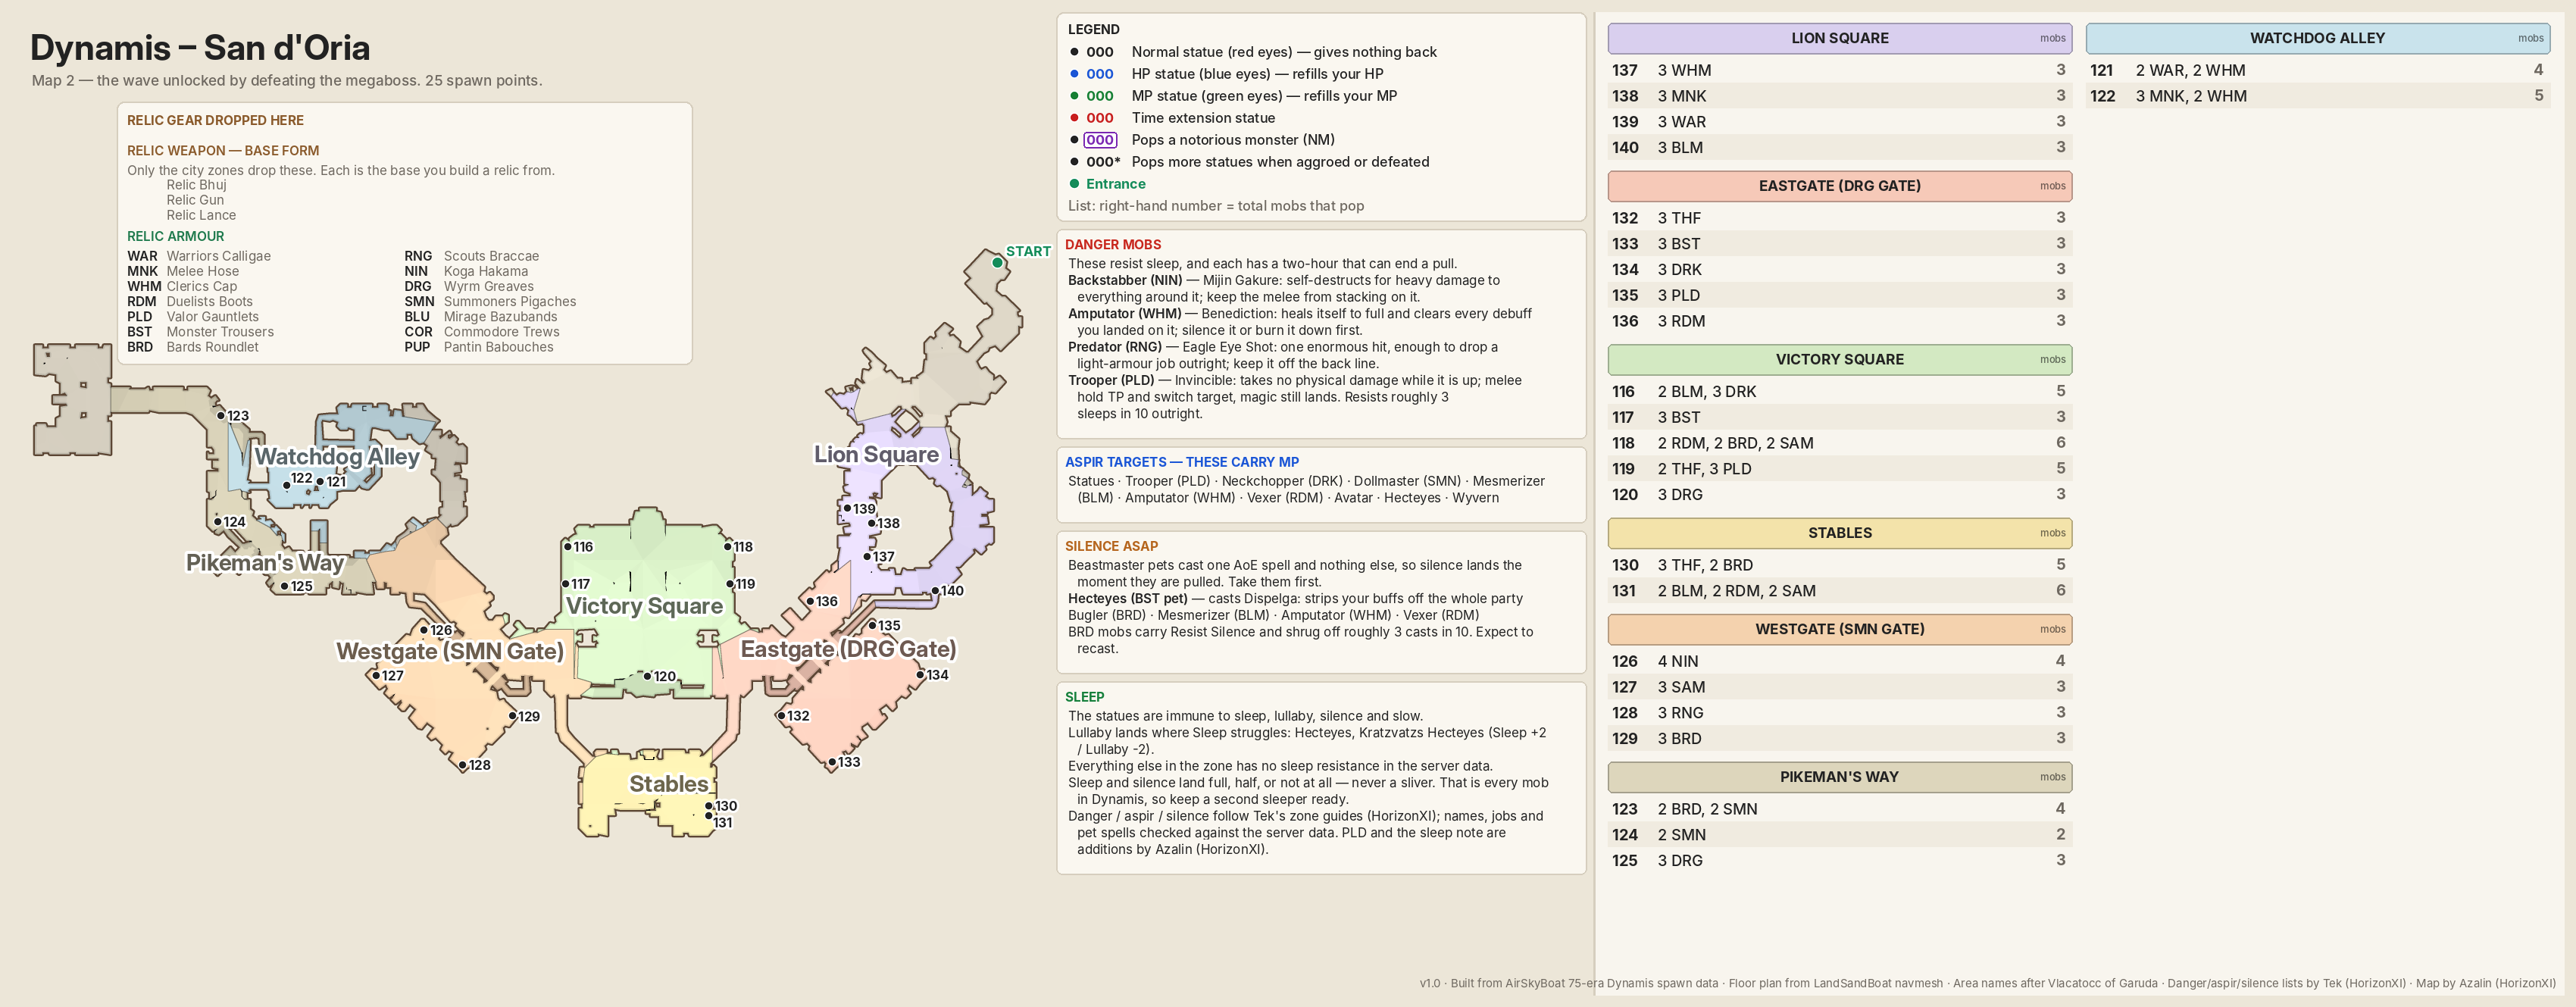 Dynamis – San d'Oria
Map 2 — the wave unlocked by defeating the megaboss. 25 spawn points.
RELIC GEAR DROPPED HERE
RELIC WEAPON — BASE FORM
Only the city zones drop these. Each is the base you build a relic from.
Relic Bhuj
Relic Gun
Relic Lance
RELIC ARMOUR
WAR Warriors Calligae
MNK Melee Hose
WHM Clerics Cap
RDM Duelists Boots
PLD Valor Gauntlets
BST Monster Trousers
BRD Bards Roundlet
RNG Scouts Braccae
NIN Koga Hakama
DRG Wyrm Greaves
SMN Summoners Pigaches
BLU Mirage Bazubands
COR Commodore Trews
PUP Pantin Babouches
START
123
Watchdog Alley
122
121
124
Pikeman's Way
125
Lion Square
139
138
137
140
116
118
117
119
Victory Square
120
136
135
Eastgate (DRG Gate)
134
132
133
126
Westgate (SMN Gate)
127
129
128
Stables
130
131
LEGEND
000 Normal statue (red eyes) — gives nothing back
000 HP statue (blue eyes) — refills your HP
000 MP statue (green eyes) — refills your MP
000 Time extension statue
000 Pops a notorious monster (NM)
000* Pops more statues when aggroed or defeated
Entrance
List: right-hand number = total mobs that pop
DANGER MOBS
These resist sleep, and each has a two-hour that can end a pull.
Backstabber (NIN) — Mijin Gakure: self-destructs for heavy damage to
everything around it; keep the melee from stacking on it.
Amputator (WHM) — Benediction: heals itself to full and clears every debuff
you landed on it; silence it or burn it down first.
Predator (RNG) — Eagle Eye Shot: one enormous hit, enough to drop a
light-armour job outright; keep it off the back line.
Trooper (PLD) — Invincible: takes no physical damage while it is up; melee
hold TP and switch target, magic still lands. Resists roughly 3
sleeps in 10 outright.
ASPIR TARGETS — THESE CARRY MP
Statues · Trooper (PLD) · Neckchopper (DRK) · Dollmaster (SMN) · Mesmerizer
(BLM) · Amputator (WHM) · Vexer (RDM) · Avatar · Hecteyes · Wyvern
SILENCE ASAP
Beastmaster pets cast one AoE spell and nothing else, so silence lands the
moment they are pulled. Take them first.
Hecteyes (BST pet) — casts Dispelga: strips your buffs off the whole party
Bugler (BRD) · Mesmerizer (BLM) · Amputator (WHM) · Vexer (RDM)
BRD mobs carry Resist Silence and shrug off roughly 3 casts in 10. Expect to
recast.
SLEEP
The statues are immune to sleep, lullaby, silence and slow.
Lullaby lands where Sleep struggles: Hecteyes, Kratzvatzs Hecteyes (Sleep +2
/ Lullaby -2).
Everything else in the zone has no sleep resistance in the server data.
Sleep and silence land full, half, or not at all — never a sliver. That is every mob
in Dynamis, so keep a second sleeper ready.
Danger / aspir / silence follow Tek's zone guides (HorizonXI); names, jobs and
pet spells checked against the server data. PLD and the sleep note are
additions by Azalin (HorizonXI).
LION SQUARE mobs
137 3 WHM 3
138 3 MNK 3
139 3 WAR 3
140 3 BLM 3
EASTGATE (DRG GATE) mobs
132 3 THF 3
133 3 BST 3
134 3 DRK 3
135 3 PLD 3
136 3 RDM 3
VICTORY SQUARE mobs
116 2 BLM, 3 DRK 5
117 3 BST 3
118 2 RDM, 2 BRD, 2 SAM 6
119 2 THF, 3 PLD 5
120 3 DRG 3
STABLES mobs
130 3 THF, 2 BRD 5
131 2 BLM, 2 RDM, 2 SAM 6
WESTGATE (SMN GATE) mobs
126 4 NIN 4
127 3 SAM 3
128 3 RNG 3
129 3 BRD 3
PIKEMAN'S WAY mobs
123 2 BRD, 2 SMN 4
124 2 SMN 2
125 3 DRG 3
WATCHDOG ALLEY mobs
121 2 WAR, 2 WHM 4
122 3 MNK, 2 WHM 5
v1.0 · Built from AirSkyBoat 75-era Dynamis spawn data · Floor plan from LandSandBoat navmesh · Area names after Vlacatocc of Garuda · Danger/aspir/silence lists by Tek (HorizonXI) · Map by Azalin (HorizonXI)